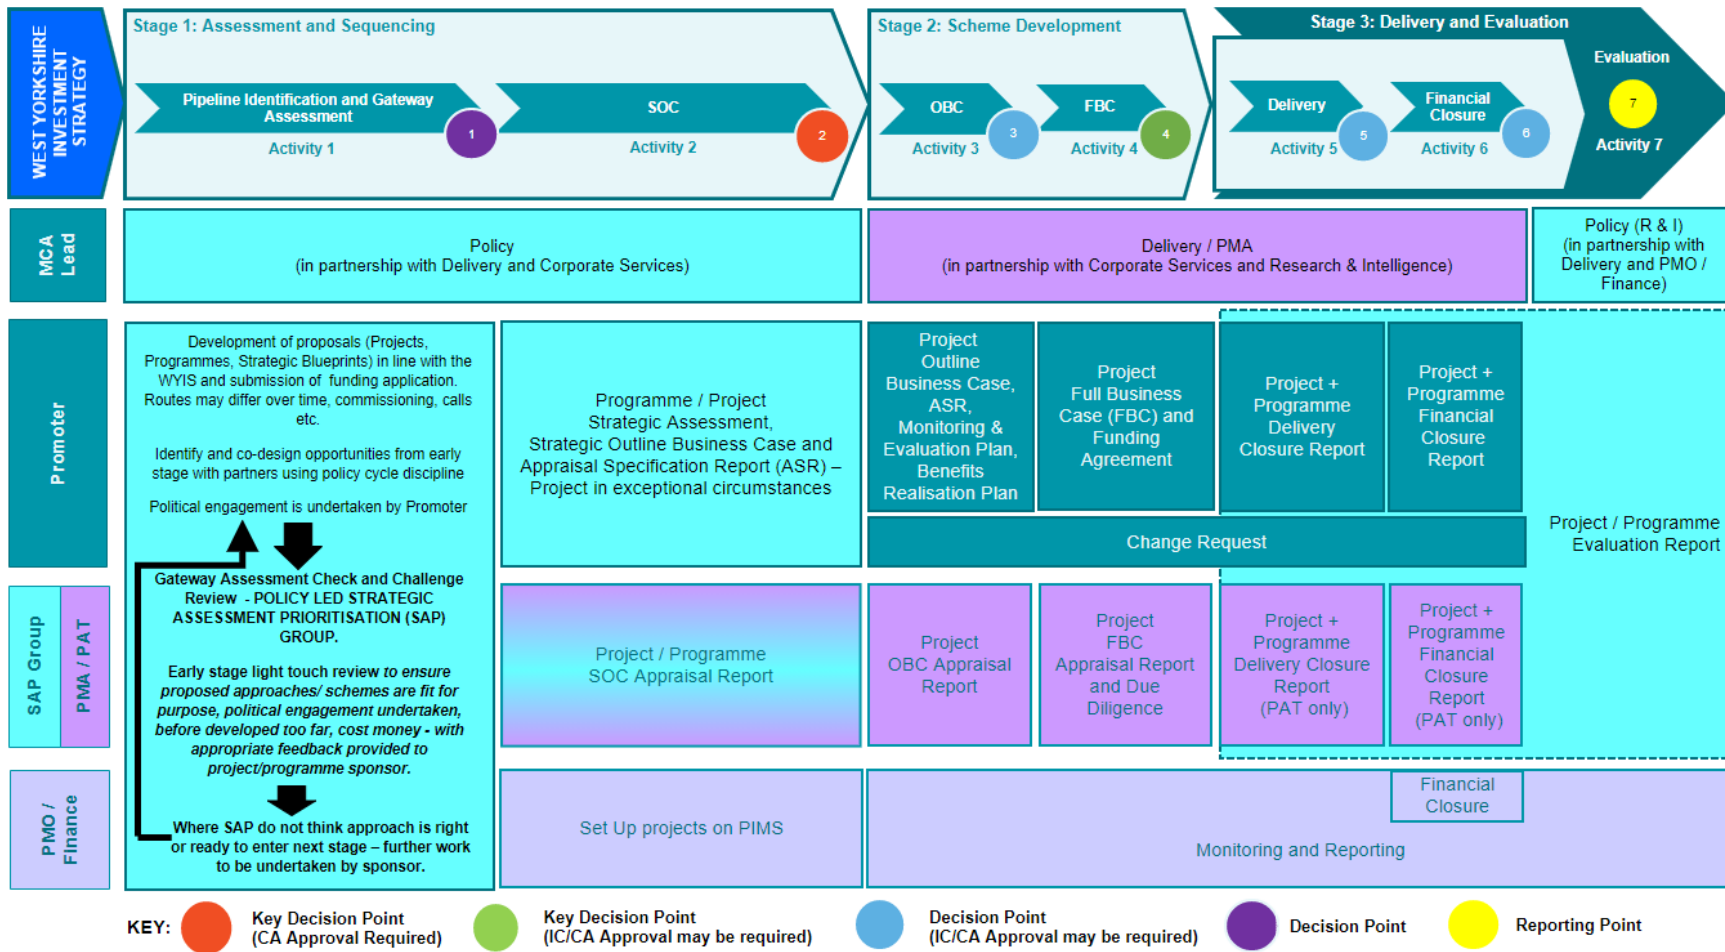 WEST YORKSHIRE
INVESTMENT
STRATEGY
Stage 1: Assessment and Sequencing
Pipeline Identification and Gateway
Assessment
1
Activity 1
SOC
2
Activity 2
Stage 2: Scheme Development
OBC
3
Activity 3
FBC
4
Activity 4
Stage 3: Delivery and Evaluation
Delivery
5
Activity 5
Financial
Closure
6
Activity 6
Evaluation
7
Activity 7
MCA
Lead
Policy
(in partnership with Delivery and Corporate Services)
Delivery / PMA
(in partnership with Corporate Services and Research & Intelligence)
Policy (R & I)
(in partnership with
Delivery and PMO /
Finance)
Promoter
Development of proposals (Projects,
Programmes, Strategic Blueprints) in line with the
WYIS and submission of funding application.
Routes may differ over time, commissioning, calls
etc.
Identify and co-design opportunities from early
stage with partners using policy cycle discipline
Political engagement is undertaken by Promoter
Gateway Assessment Check and Challenge
Review - POLICY LED STRATEGIC
ASSESSMENT PRIORITISATION (SAP)
GROUP.
Early stage light touch review to ensure
proposed approaches/ schemes are fit for
purpose, political engagement undertaken,
before developed too far, cost money - with
appropriate feedback provided to
project/programme sponsor.
Where SAP do not think approach is right
or ready to enter next stage – further work
to be undertaken by sponsor.
Programme / Project
Strategic Assessment,
Strategic Outline Business Case and
Appraisal Specification Report (ASR) –
Project in exceptional circumstances
Project
Outline
Business Case,
ASR,
Monitoring &
Evaluation Plan,
Benefits
Realisation Plan
Project
Full Business
Case (FBC) and
Funding
Agreement
Project +
Programme
Delivery
Closure Report
Project +
Programme
Financial
Closure
Report
Change Request
Project / Programme
Evaluation Report
SAP Group
PMA / PAT
Project / Programme
SOC Appraisal Report
Project
OBC Appraisal
Report
Project
FBC
Appraisal Report
and Due
Diligence
Project +
Programme
Delivery Closure
Report
(PAT only)
Project +
Programme
Financial
Closure
Report
(PAT only)
PMO /
Finance
Set Up projects on PIMS
Financial
Closure
Monitoring and Reporting
KEY:
Key Decision Point
(CA Approval Required)
Key Decision Point
(IC/CA Approval may be required)
Decision Point
(IC/CA Approval may be required)
Decision Point
Reporting Point